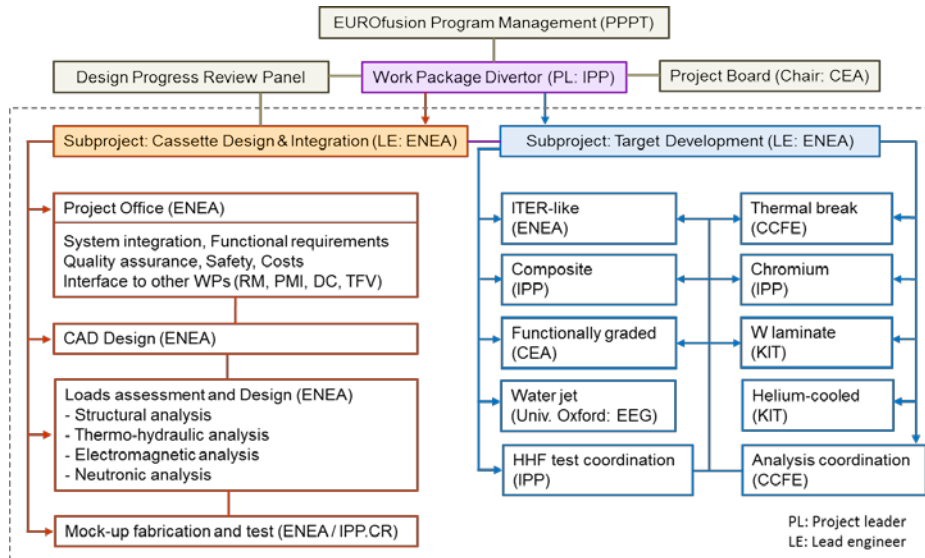 EUROfusion Program Management (PPPT)
Design Progress Review Panel
Work Package Divertor (PL: IPP)
Project Board (Chair: CEA)
Subproject: Cassette Design & Integration (LE: ENEA)
Subproject: Target Development (LE: ENEA)
Project Office (ENEA)
System integration, Functional requirements
Quality assurance, Safety, Costs
Interface to other WPs (RM, PMI, DC, TFV)
CAD Design (ENEA)
Loads assessment and Design (ENEA)
- Structural analysis
- Thermo-hydraulic analysis
- Electromagnetic analysis
- Neutronic analysis
Mock-up fabrication and test (ENEA / IPP.CR)
ITER-like
(ENEA)
Thermal break
(CCFE)
Composite
(IPP)
Chromium
(IPP)
Functionally graded
(CEA)
W laminate
(KIT)
Water jet
(Univ. Oxford: EEG)
Helium-cooled
(KIT)
HHF test coordination
(IPP)
Analysis coordination
(CCFE)
PL: Project leader
LE: Lead engineer